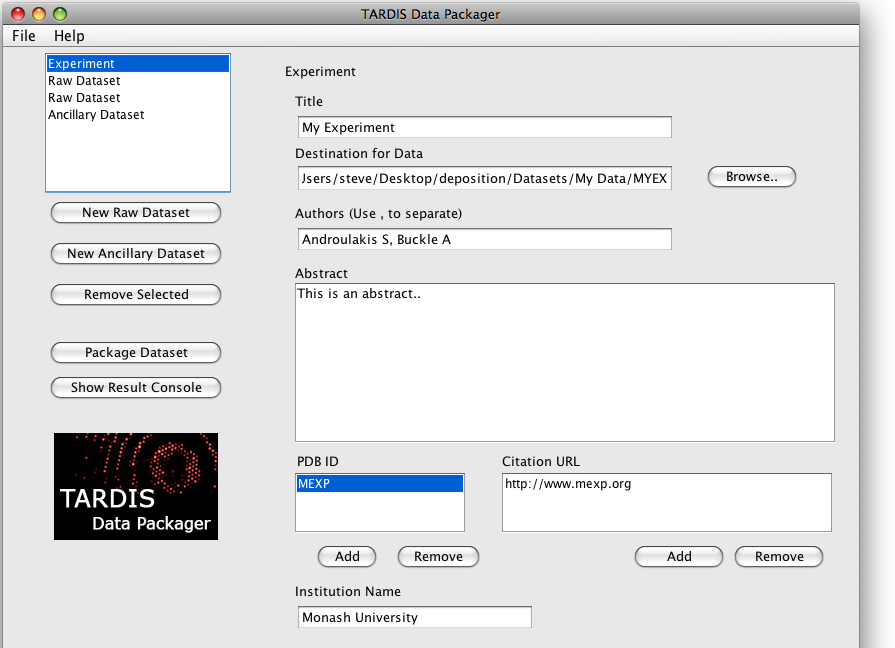 TARDIS Data Packager
File Help
Experiment
Raw Dataset
Raw Dataset
Ancillary Dataset
New Raw Dataset
New Ancillary Dataset
Remove Selected
Package Dataset
Show Result Console
TARDIS
Data Packager
Experiment
Title
My Experiment
Destination for Data
Jsers/steve/Desktop/deposition/Datasets/My Data/MYEX
Browse..
Authors (Use , to separate)
Androulakis S, Buckle A
Abstract
This is an abstract..
PDB ID
MEXP
Add Remove
Citation URL
http://www.mexp.org
Add Remove
Institution Name
Monash University